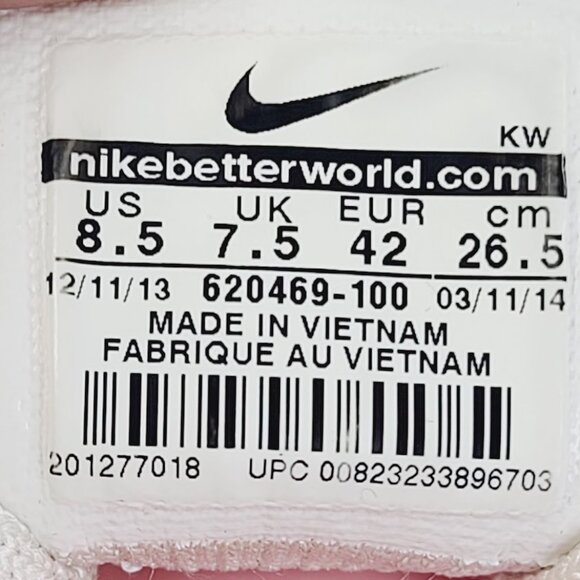 KW
nikebetterworld.com
US UK EUR cm
8.5 7.5 42 26.5
12/11/13 620469-100 03/11/14
MADE IN VIETNAM
FABRIQUE AU VIETNAM
201277018 UPC 00823233896703